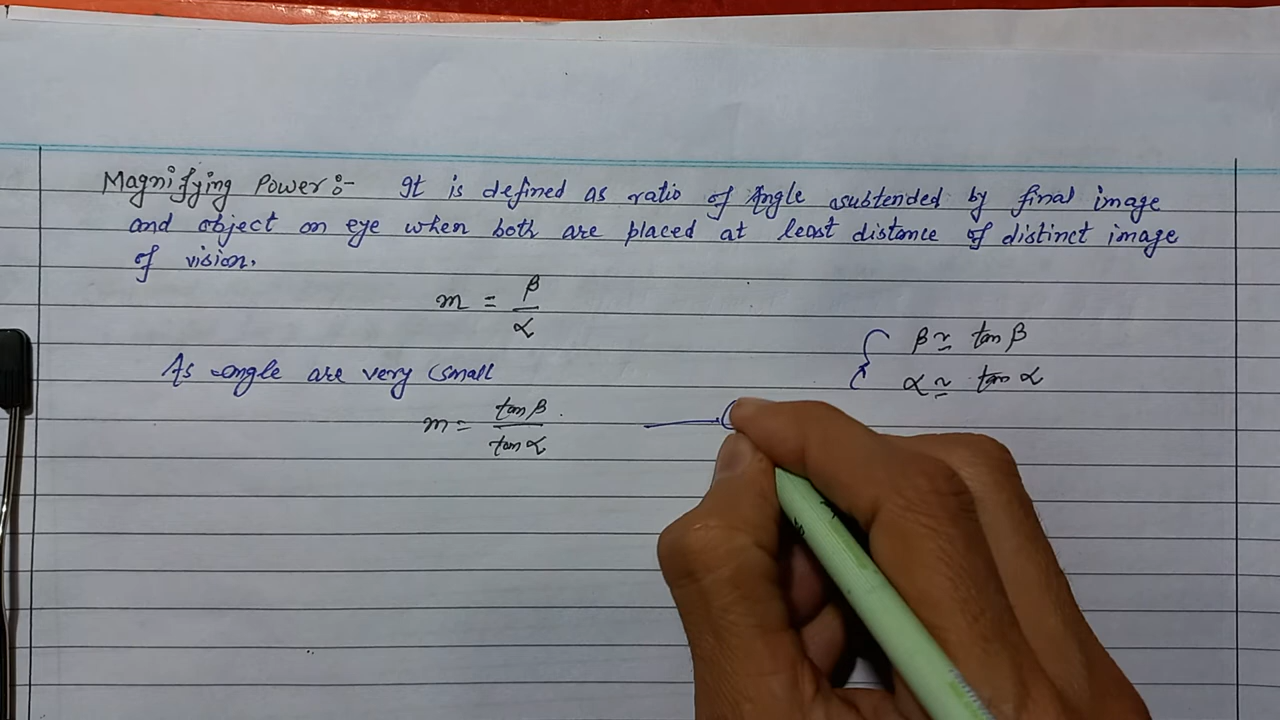 Magnifying Power:- It is defined as ratio of Angle subtended by final image
and object on eye when both are placed at least distance of distinct image
of vision.
m = β/α
β ≃ tan β
As angle are very small
α ≃ tan α
m = tan β/tan α